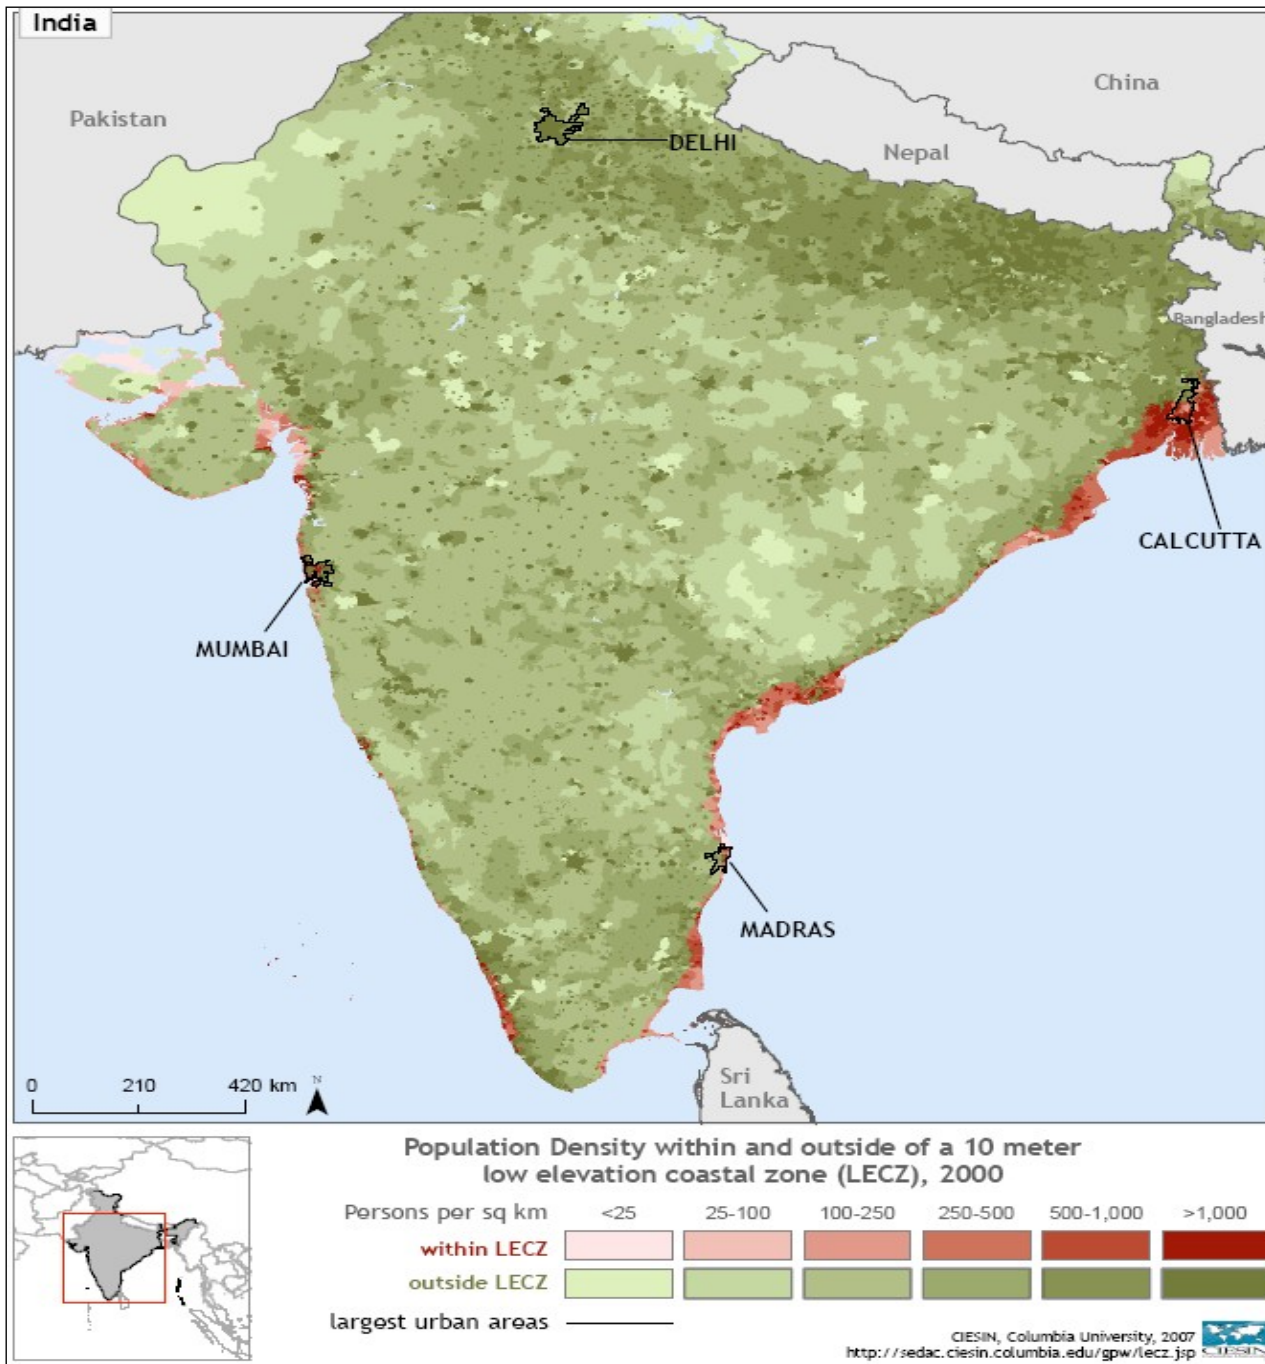 India
China
Pakistan
DELHI
Nepal
Bangladesh
CALCUTTA
MUMBAI
MADRAS
0 210 420 km
N
Sri
Lanka
Population Density within and outside of a 10 meter
low elevation coastal zone (LECZ), 2000
Persons per sq km <25 25-100 100-250 250-500 500-1,000 >1,000
within LECZ
outside LECZ
largest urban areas
CIESIN, Columbia University, 2007
http://sedac.ciesin.columbia.edu/gpw/lecz.jsp
CIESIN